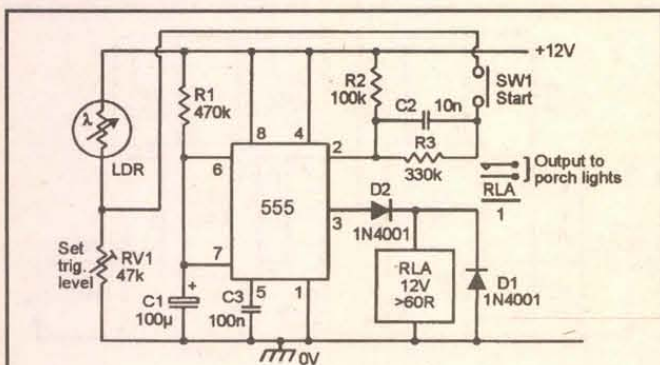 +12V
R1
470k
R2
100k
C2
10n
SW1
Start
λ
LDR
8
4
2
6
R3
330k
Output to
porch lights
RLA
1
555
D2
3
1N4001
Set
trig.
level
RV1
47k
7
+
RLA
12V
>60R
D1
1N4001
C1
100µ
C3
100n
5
1
0V